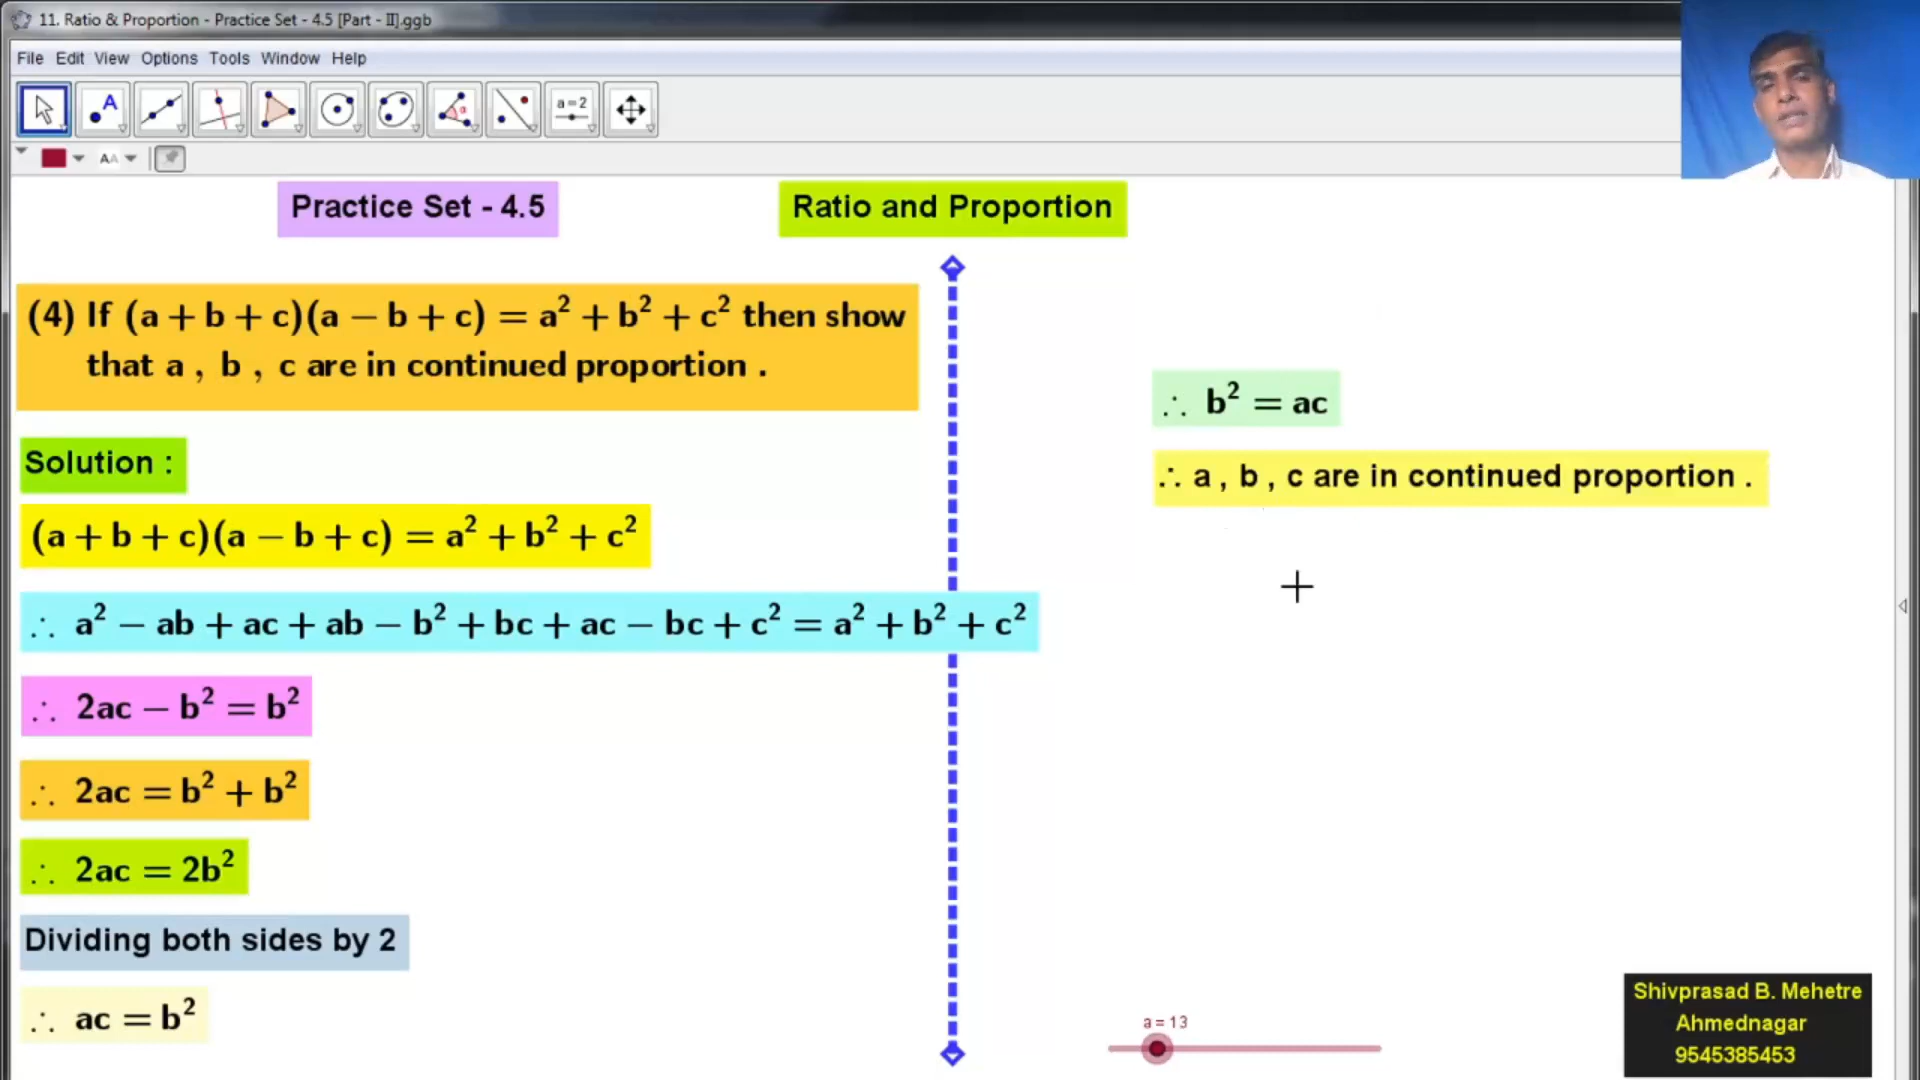 11. Ratio & Proportion - Practice Set - 4.5 [Part - II].ggb
File Edit View Options Tools Window Help
A
α
a = 2
AA
Practice Set - 4.5
Ratio and Proportion
(4) If (a + b + c)(a − b + c) = a² + b² + c² then show
that a , b , c are in continued proportion .
Solution :
(a + b + c)(a − b + c) = a² + b² + c²
∴ a² − ab + ac + ab − b² + bc + ac − bc + c² = a² + b² + c²
∴ 2ac − b² = b²
∴ 2ac = b² + b²
∴ 2ac = 2b²
Dividing both sides by 2
∴ ac = b²
∴ b² = ac
∴ a , b , c are in continued proportion .
a = 13
Shivprasad B. Mehetre
Ahmednagar
9545385453